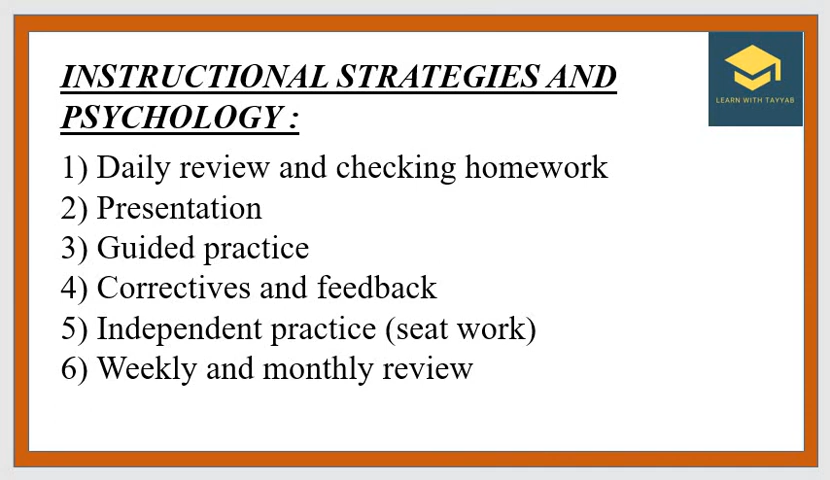 INSTRUCTIONAL STRATEGIES AND
PSYCHOLOGY :
LEARN WITH TAYYAB
1) Daily review and checking homework
2) Presentation
3) Guided practice
4) Correctives and feedback
5) Independent practice (seat work)
6) Weekly and monthly review